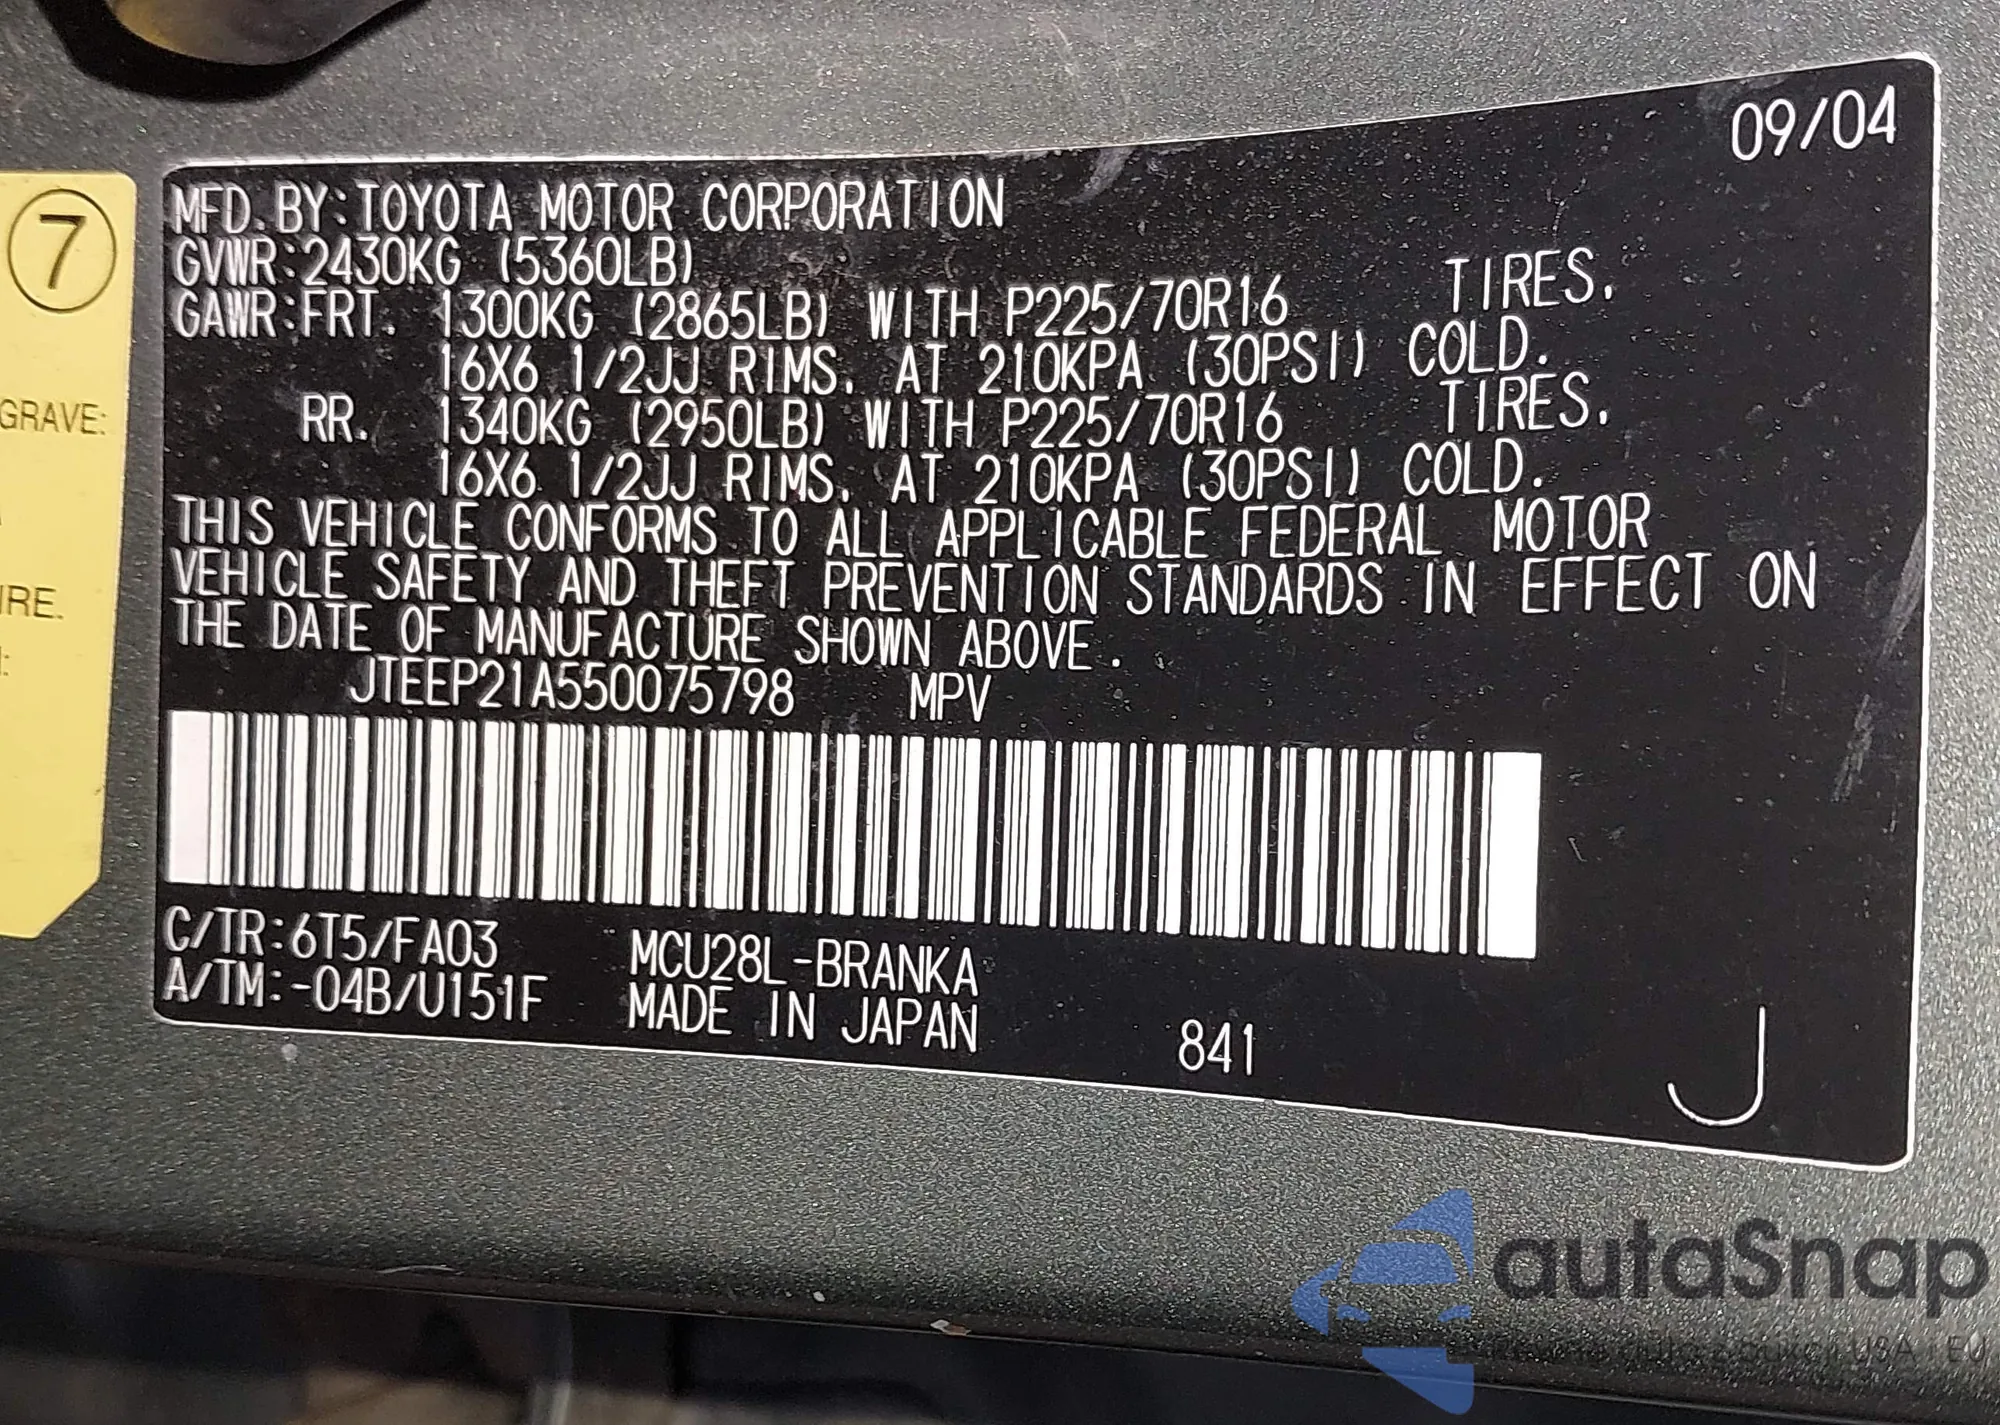 09/04
MFD.BY:TOYOTA MOTOR CORPORATION
GVWR:2430KG (5360LB)
GAWR:FRT. 1300KG (2865LB) WITH P225/70R16 TIRES.
16X6 1/2JJ RIMS. AT 210KPA (30PSI) COLD.
RR. 1340KG (2950LB) WITH P225/70R16 TIRES.
16X6 1/2JJ RIMS. AT 210KPA (30PSI) COLD.
THIS VEHICLE CONFORMS TO ALL APPLICABLE FEDERAL MOTOR
VEHICLE SAFETY AND THEFT PREVENTION STANDARDS IN EFFECT ON
THE DATE OF MANUFACTURE SHOWN ABOVE.
JTEEP21A550075798 MPV
C/TR:6T5/FA03 MCU28L-BRANKA
A/TM:-04B/U151F MADE IN JAPAN
841
J
7
GRAVE:
IRE.
autaSnap
USA i EU